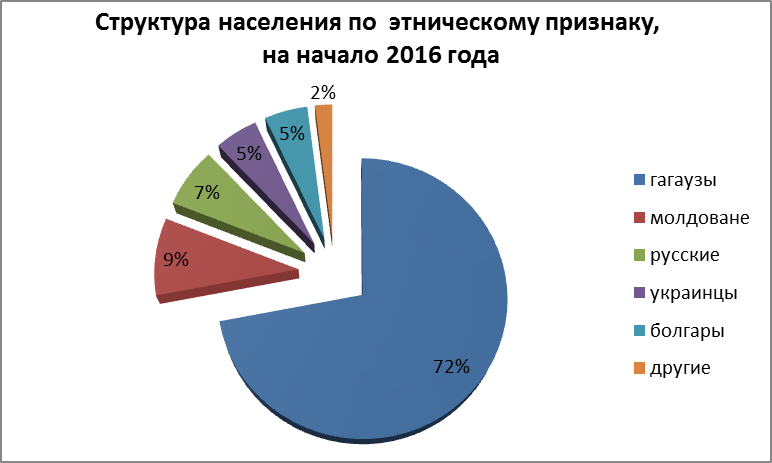 Структура населения по этническому признаку,
на начало 2016 года
2%
5%
5%
7%
9%
72%
гагаузы
молдоване
русские
украинцы
болгары
другие